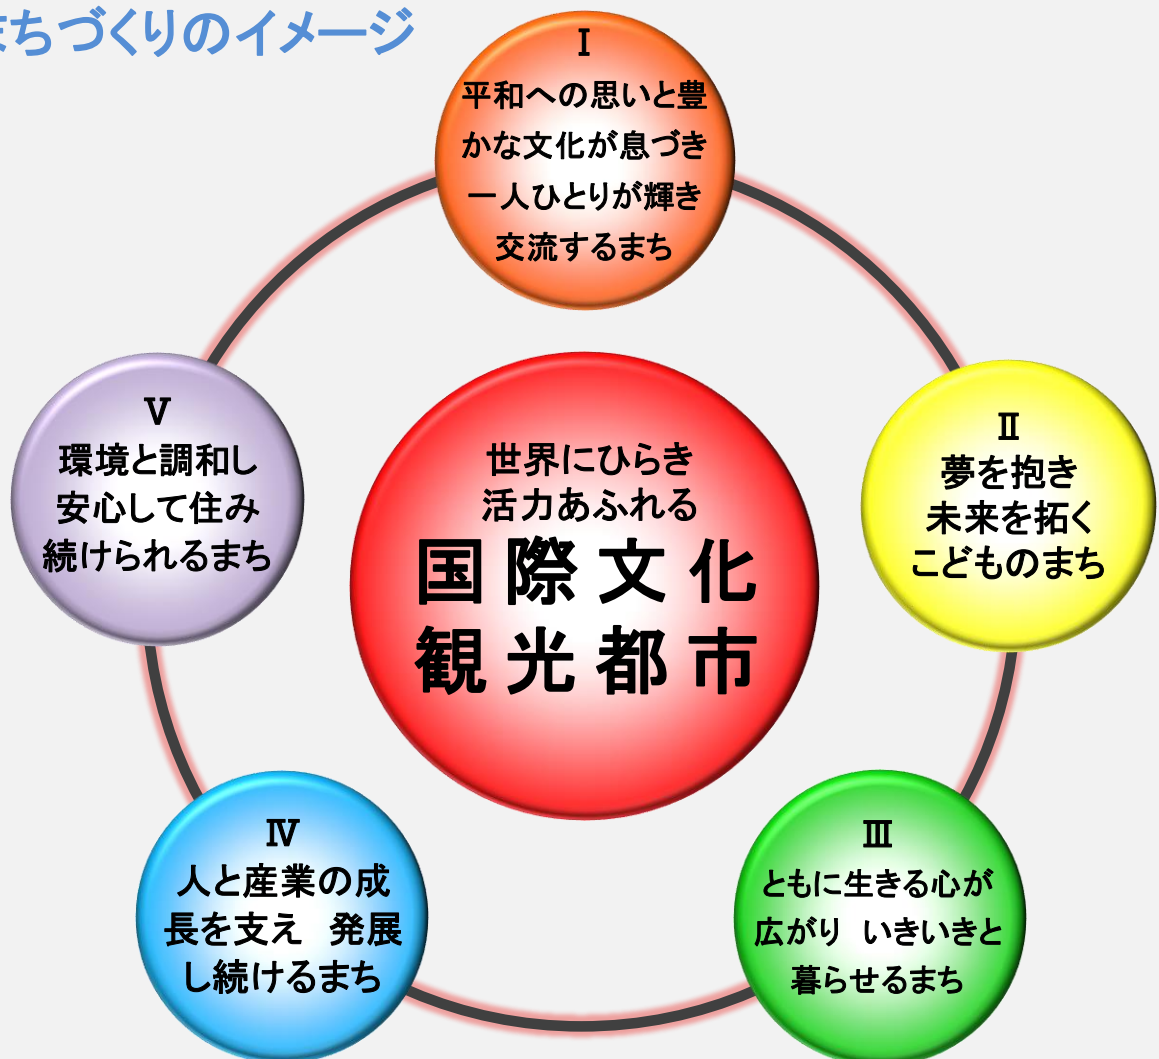 まちづくりのイメージ
Ⅰ
平和への思いと豊
かな文化が息づき
一人ひとりが輝き
交流するまち
Ⅱ
夢を抱き
未来を拓く
こどものまち
Ⅲ
ともに生きる心が
広がり いきいきと
暮らせるまち
Ⅳ
人と産業の成
長を支え 発展
し続けるまち
Ⅴ
環境と調和し
安心して住み
続けられるまち
世界にひらき
活力あふれる
国際文化
観光都市